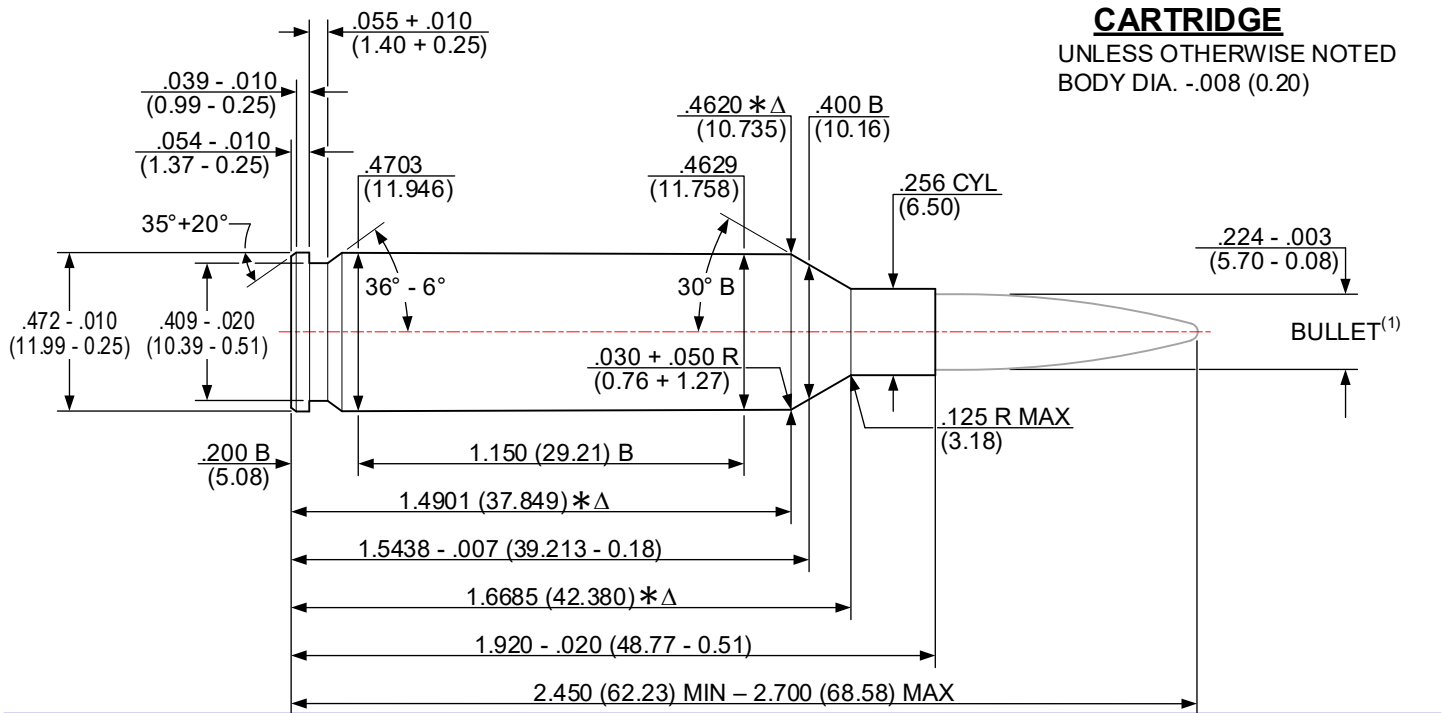 CARTRIDGE
UNLESS OTHERWISE NOTED
BODY DIA. -.008 (0.20)
.055 + .010
(1.40 + 0.25)
.039 - .010
(0.99 - 0.25)
.054 - .010
(1.37 - 0.25)
.4620 ∗ Δ
(10.735)
.400 B
(10.16)
.4703
(11.946)
.4629
(11.758)
.256 CYL
(6.50)
35°+20°
.224 - .003
(5.70 - 0.08)
36° - 6°
30° B
.472 - .010
(11.99 - 0.25)
.409 - .020
(10.39 - 0.51)
BULLET(1)
.030 + .050 R
(0.76 + 1.27)
.125 R MAX
(3.18)
.200 B
(5.08)
1.150 (29.21) B
1.4901 (37.849) ∗ Δ
1.5438 - .007 (39.213 - 0.18)
1.6685 (42.380) ∗ Δ
1.920 - .020 (48.77 - 0.51)
2.450 (62.23) MIN – 2.700 (68.58) MAX